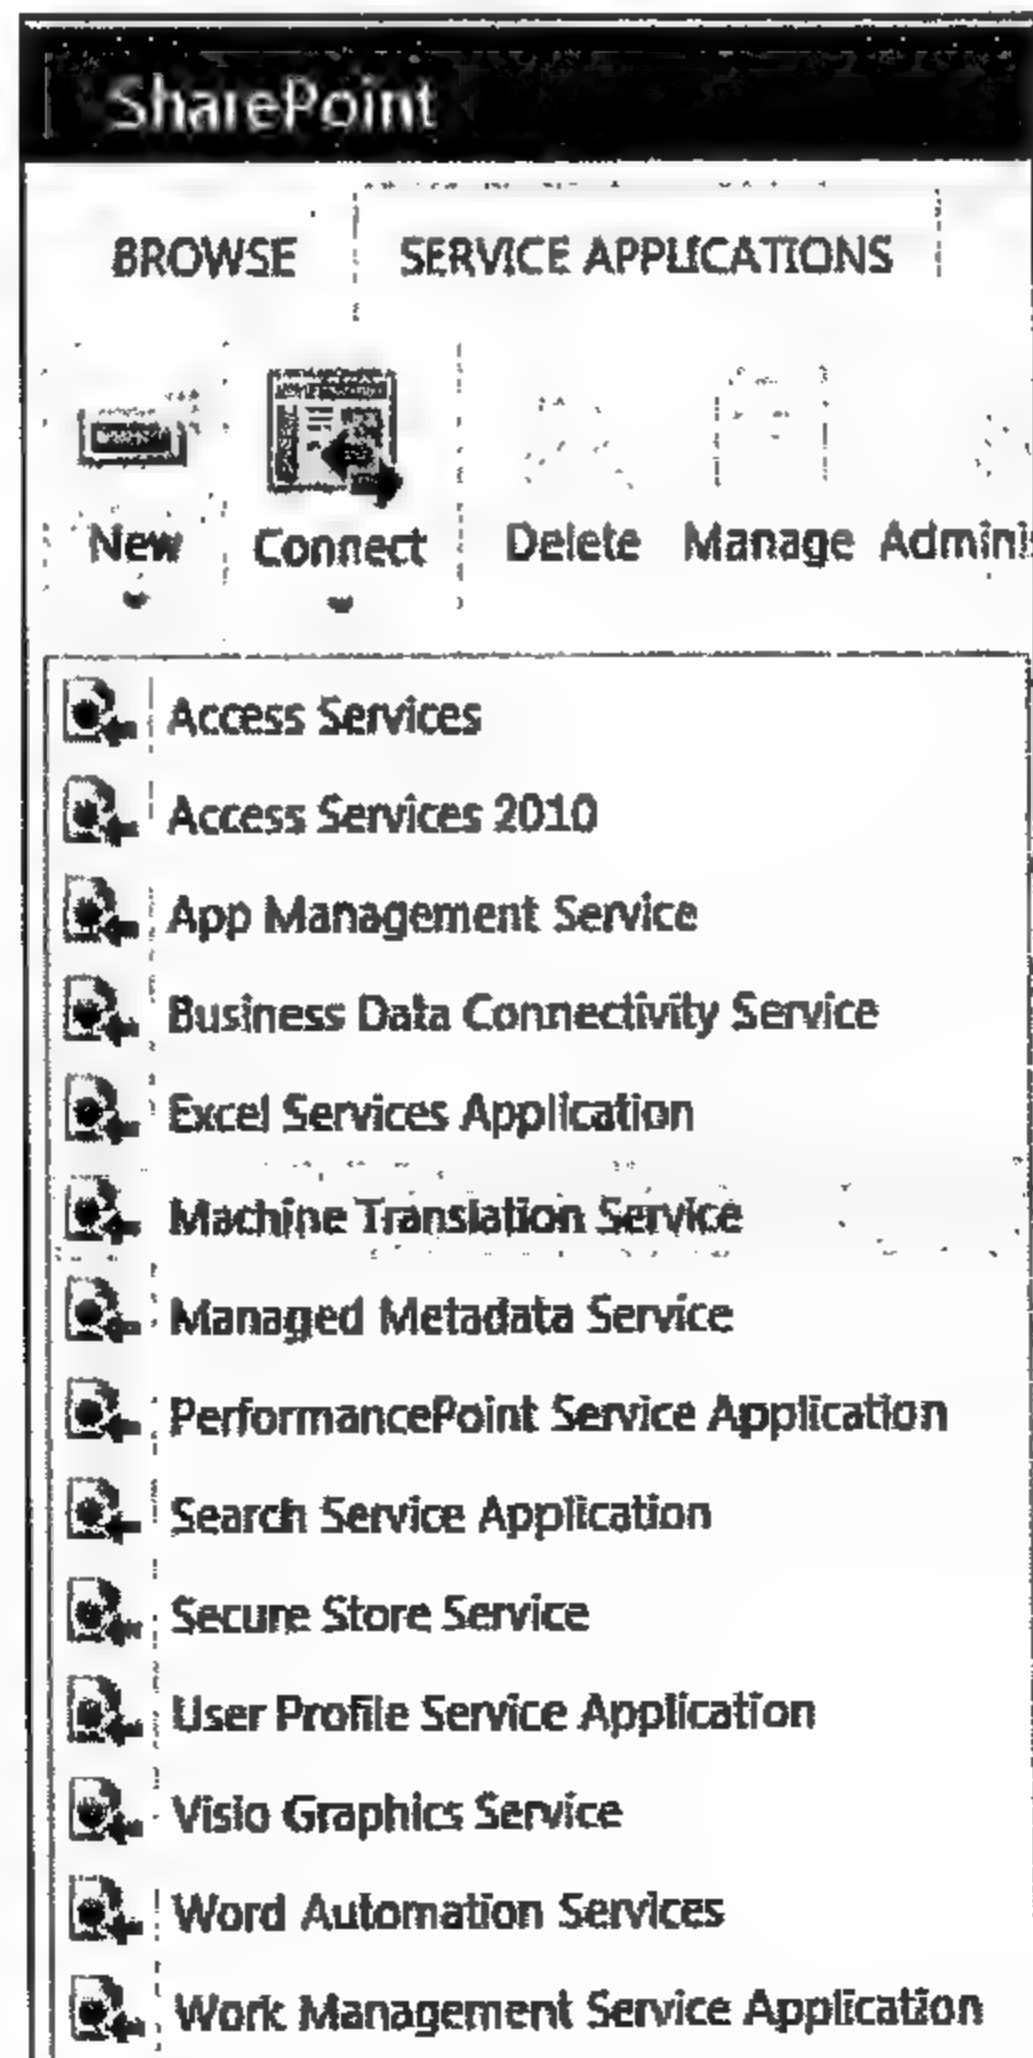 SharePoint
BROWSE SERVICE APPLICATIONS
New Connect Delete Manage Adminis
Access Services
Access Services 2010
App Management Service
Business Data Connectivity Service
Excel Services Application
Machine Translation Service
Managed Metadata Service
PerformancePoint Service Application
Search Service Application
Secure Store Service
User Profile Service Application
Visio Graphics Service
Word Automation Services
Work Management Service Application